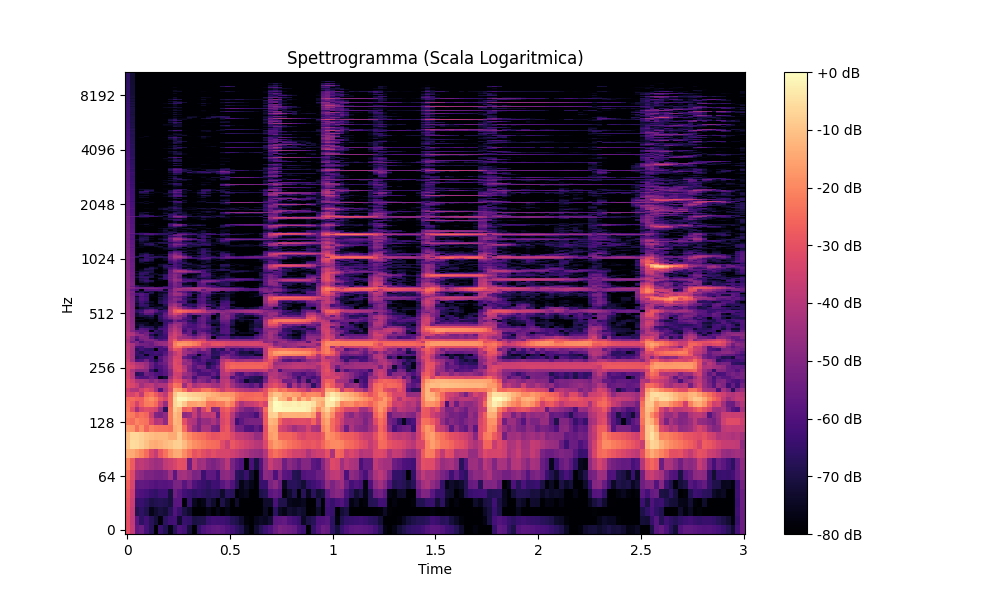 Spettrogramma (Scala Logaritmica)
8192
4096
2048
1024
512
256
128
64
0
Hz
0
0.5
1
1.5
2
2.5
3
Time
+0 dB
-10 dB
-20 dB
-30 dB
-40 dB
-50 dB
-60 dB
-70 dB
-80 dB